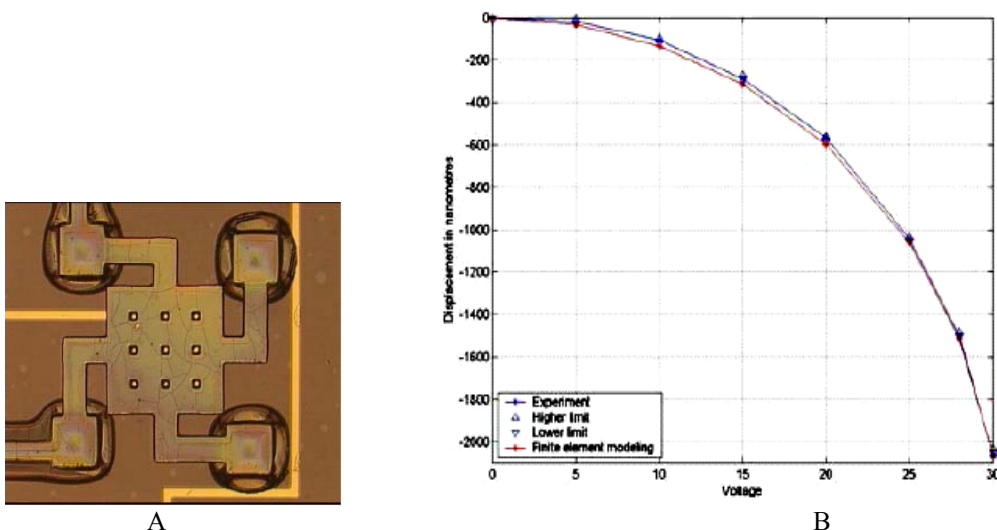 0
-200
-400
-600
-800
-1000
-1200
-1400
-1600
-1800
-2000
Displacement in nanometres
Experiment
Higher limit
Lower limit
Finite element modeling
0 5 10 15 20 25 30
Voltage
A B